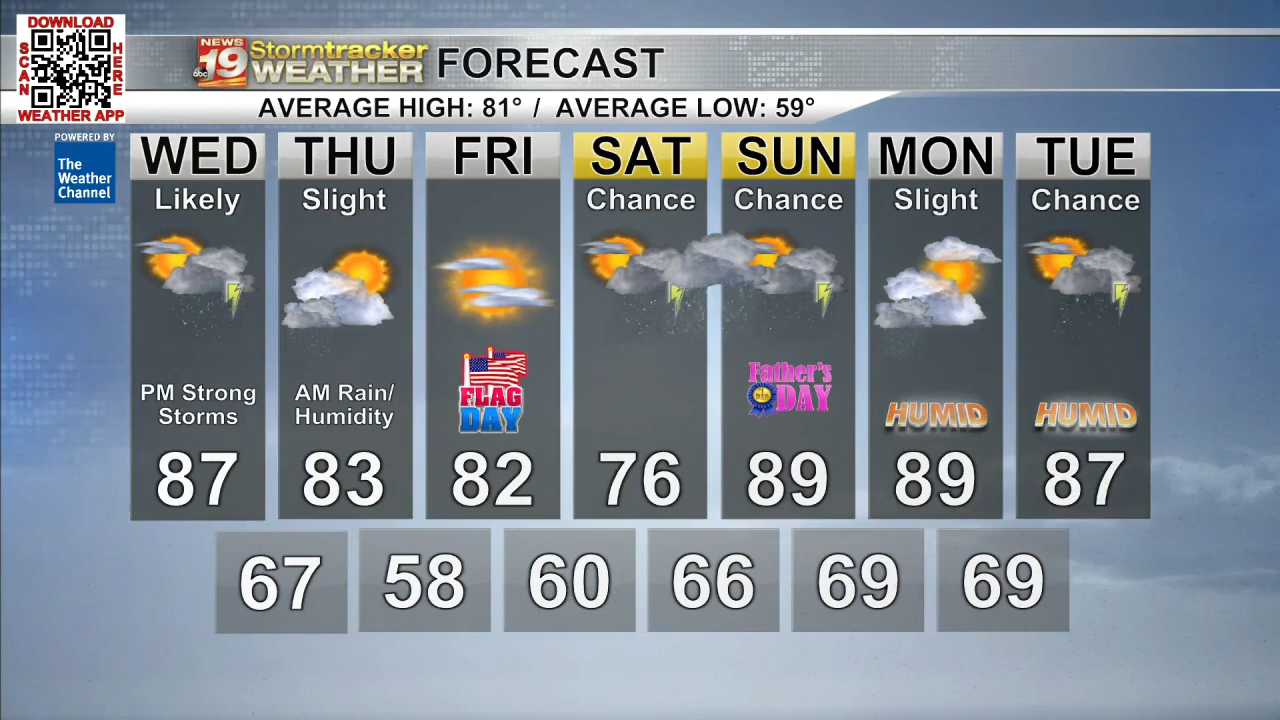 DOWNLOAD
SCAN
HERE
WEATHER APP
NEWS
abc 19
Stormtracker
WEATHER
FORECAST
AVERAGE HIGH: 81° / AVERAGE LOW: 59°
POWERED BY
The
Weather
Channel
WED THU FRI SAT SUN MON TUE
Likely Slight Chance Chance Slight Chance
FLAG
DAY
Father's
DAY
DAD
PM Strong
Storms
AM Rain/
Humidity
HUMID HUMID
87 83 82 76 89 89 87
67 58 60 66 69 69